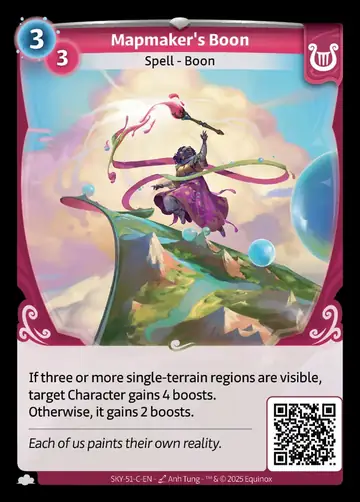 3
Mapmaker's Boon
3
Spell - Boon
If three or more single-terrain regions are visible,
target Character gains 4 boosts.
Otherwise, it gains 2 boosts.
Each of us paints their own reality.
SKY-51-C-EN - Anh Tung - ™ & © 2025 Equinox